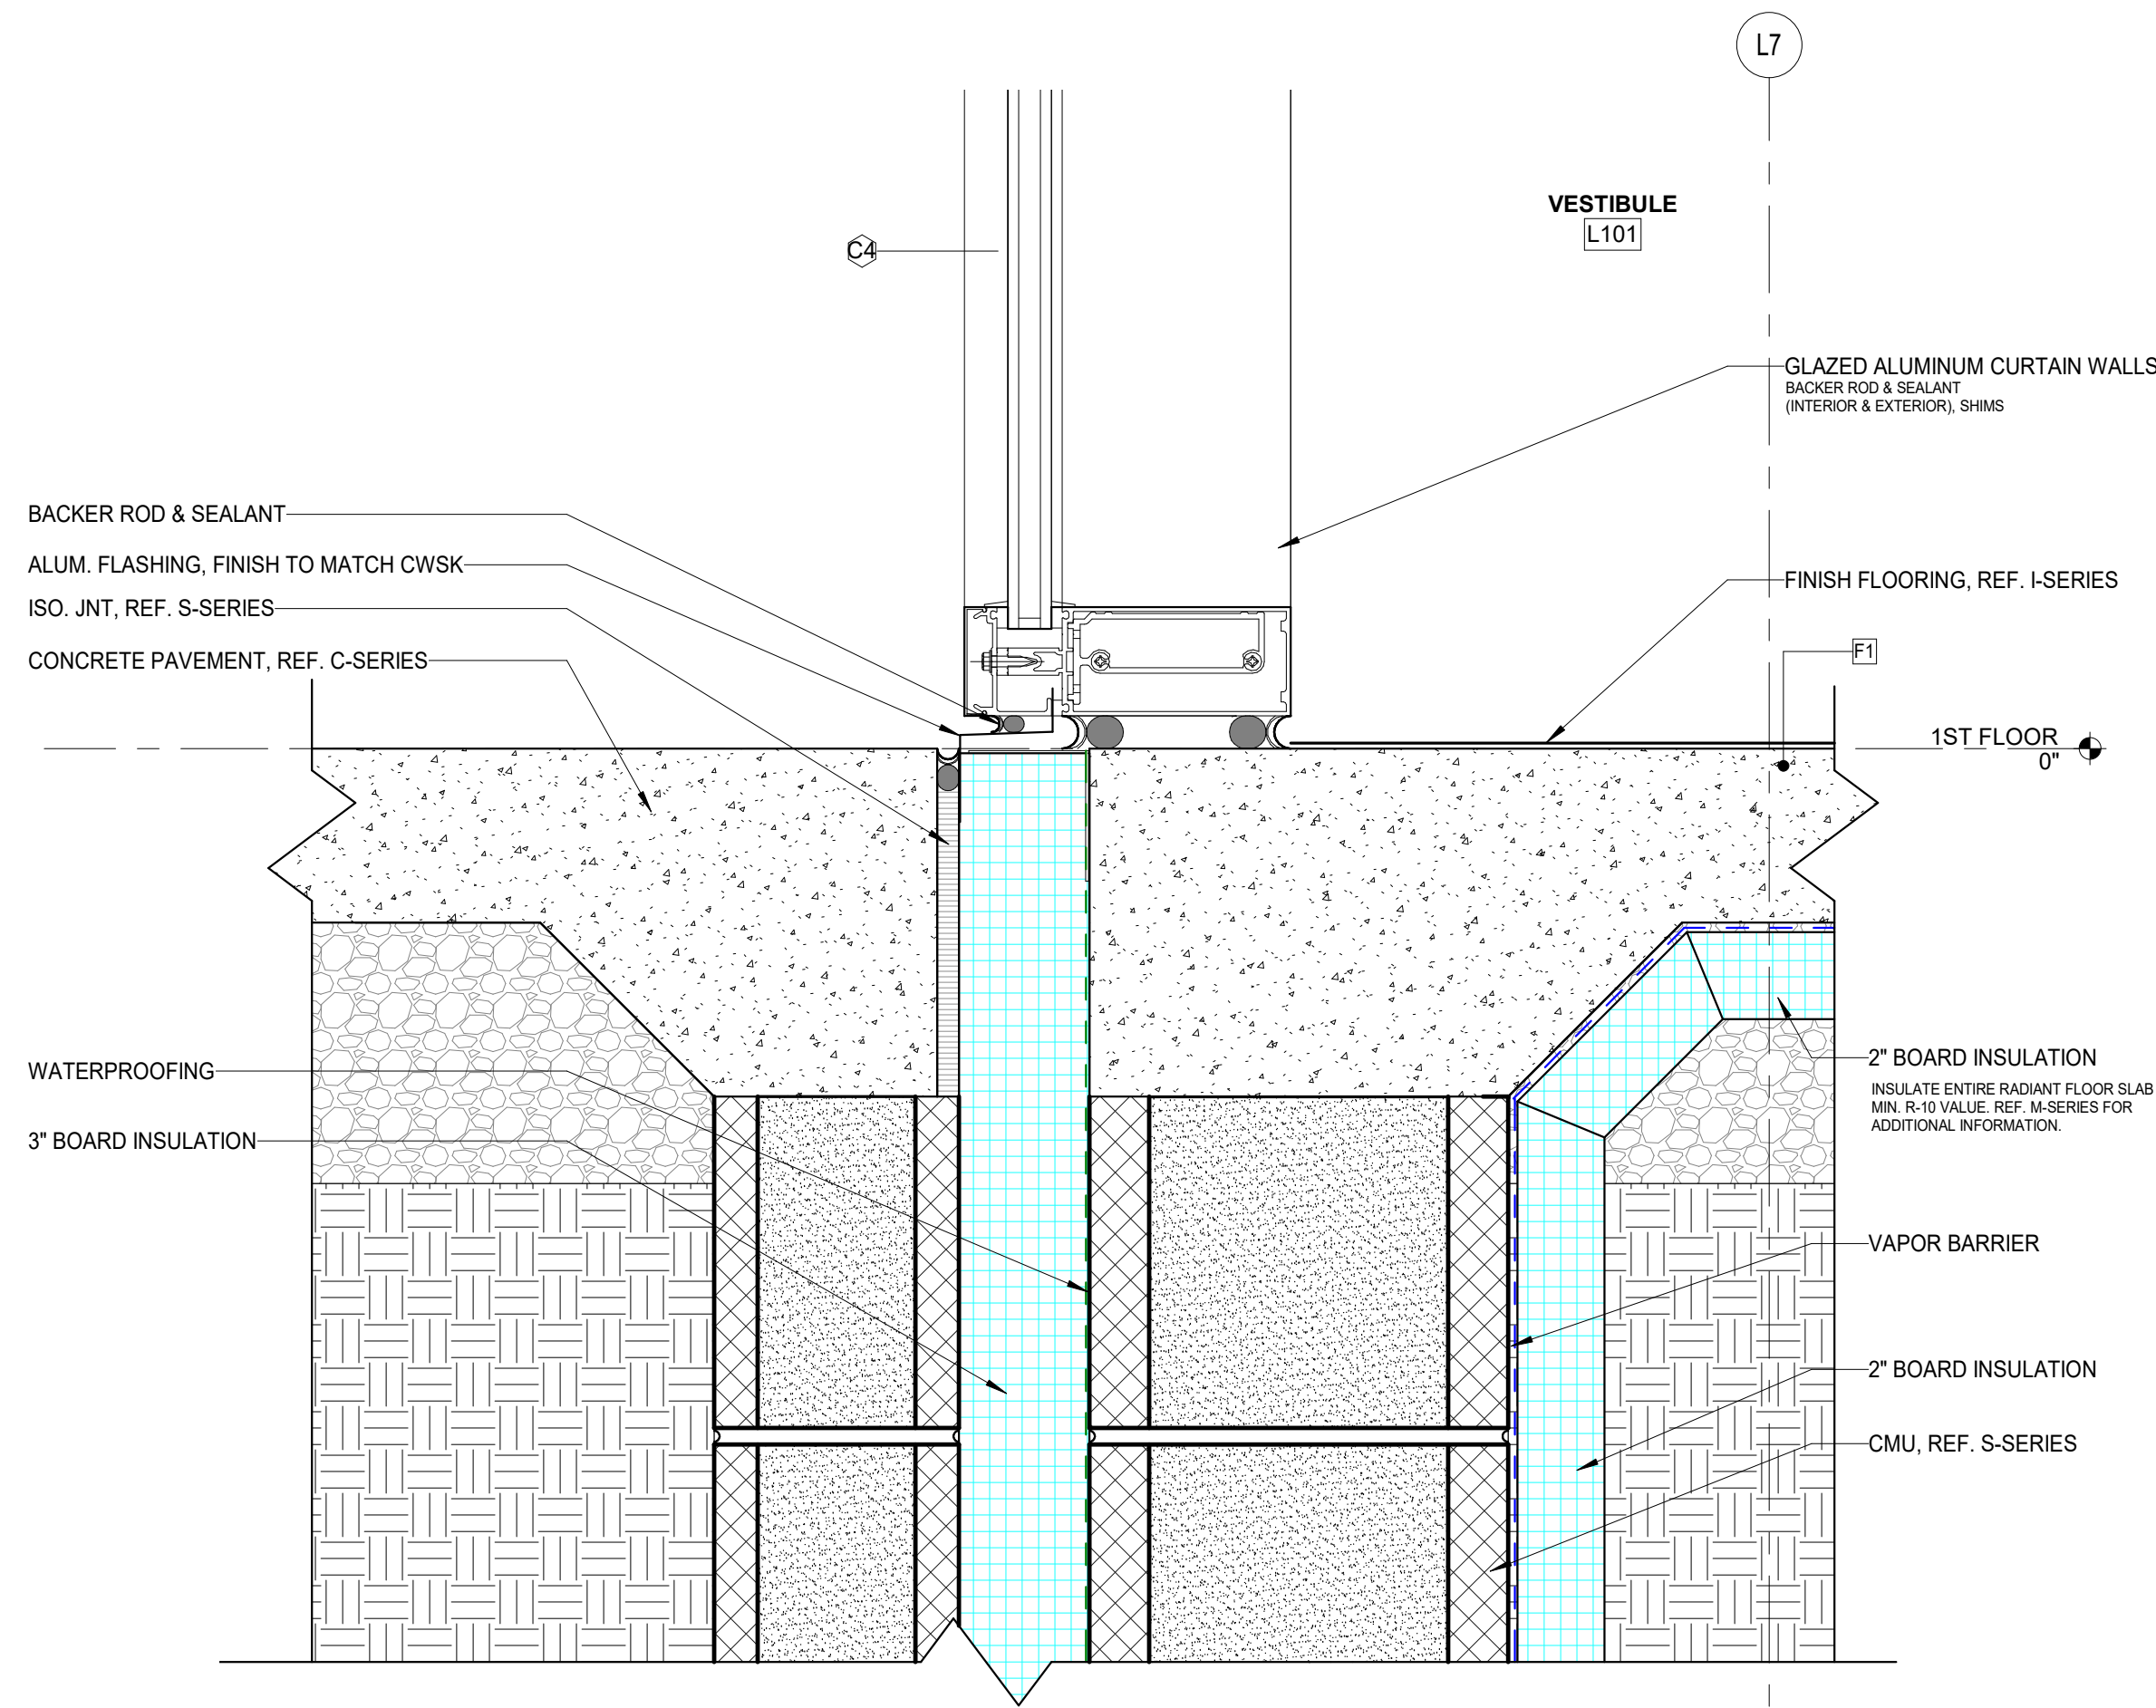 L7
VESTIBULE
L101
C4
GLAZED ALUMINUM CURTAIN WALLS
BACKER ROD & SEALANT
(INTERIOR & EXTERIOR), SHIMS
BACKER ROD & SEALANT
ALUM. FLASHING, FINISH TO MATCH CWSK
ISO. JNT, REF. S-SERIES
CONCRETE PAVEMENT, REF. C-SERIES
FINISH FLOORING, REF. I-SERIES
F1
1ST FLOOR
0"
WATERPROOFING
3" BOARD INSULATION
2" BOARD INSULATION
INSULATE ENTIRE RADIANT FLOOR SLAB
MIN. R-10 VALUE. REF. M-SERIES FOR
ADDITIONAL INFORMATION.
VAPOR BARRIER
2" BOARD INSULATION
CMU, REF. S-SERIES